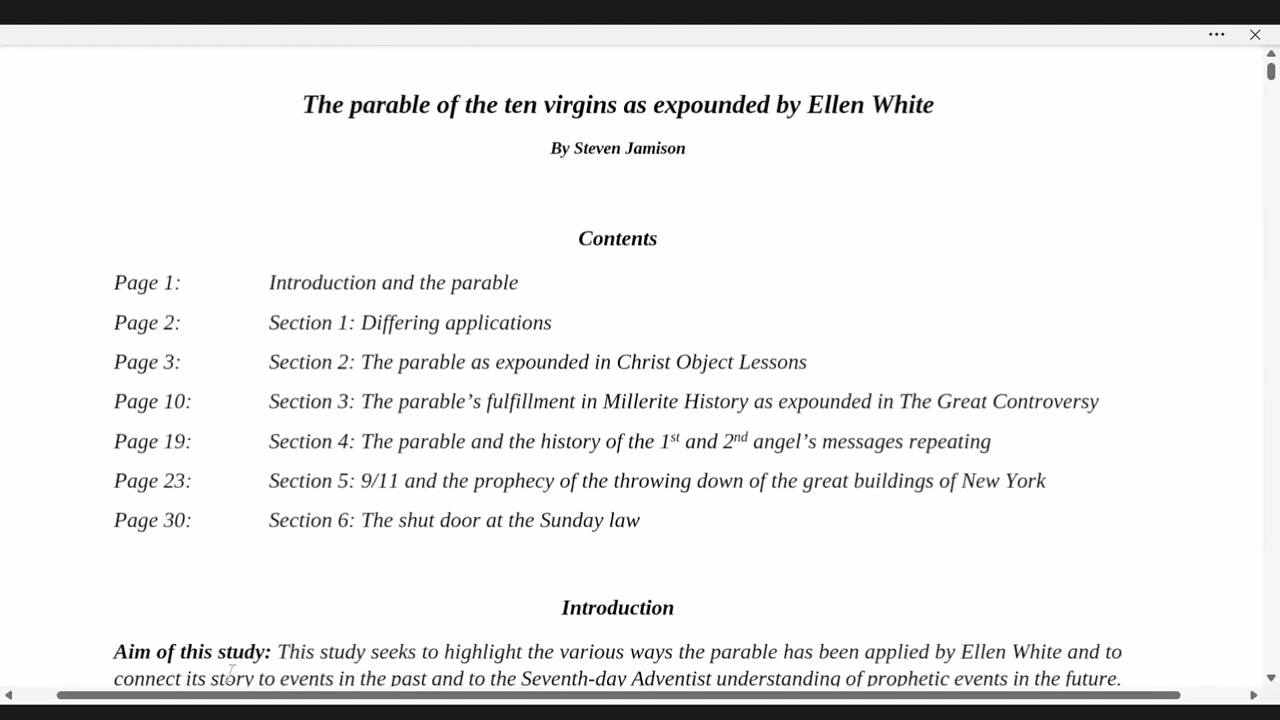 The parable of the ten virgins as expounded by Ellen White
By Steven Jamison
Contents
Page 1: Introduction and the parable
Page 2: Section 1: Differing applications
Page 3: Section 2: The parable as expounded in Christ Object Lessons
Page 10: Section 3: The parable’s fulfillment in Millerite History as expounded in The Great Controversy
Page 19: Section 4: The parable and the history of the 1st and 2nd angel’s messages repeating
Page 23: Section 5: 9/11 and the prophecy of the throwing down of the great buildings of New York
Page 30: Section 6: The shut door at the Sunday law
Introduction
Aim of this study: This study seeks to highlight the various ways the parable has been applied by Ellen White and to
connect its story to events in the past and to the Seventh-day Adventist understanding of prophetic events in the future.